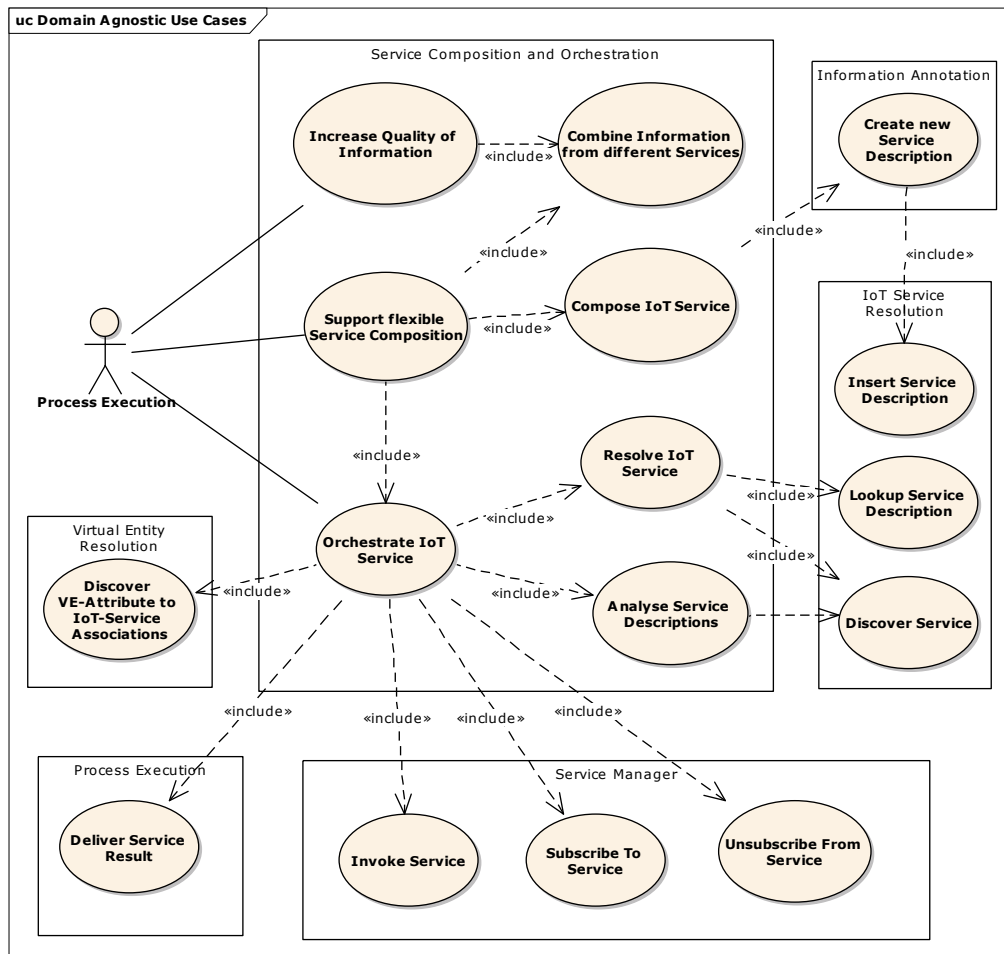 uc Domain Agnostic Use Cases
Service Composition and Orchestration
Information Annotation
Increase Quality of
Information
«include»
Combine Information
from different Services
Create new
Service
Description
«include»
«include»
«include»
Support flexible
Service Composition
«include»
Compose IoT Service
IoT Service
Resolution
Process Execution
Insert Service
Description
«include»
Resolve IoT
Service
«include»
Lookup Service
Description
Virtual Entity
Resolution
Orchestrate IoT
Service
«include»
Discover
VE-Attribute to
IoT-Service
Associations
«include»
«include»
Analyse Service
Descriptions
Discover Service
«include»
«include»
«include»
«include»
Process Execution
Service Manager
Deliver Service
Result
Invoke Service
Subscribe To
Service
Unsubscribe From
Service